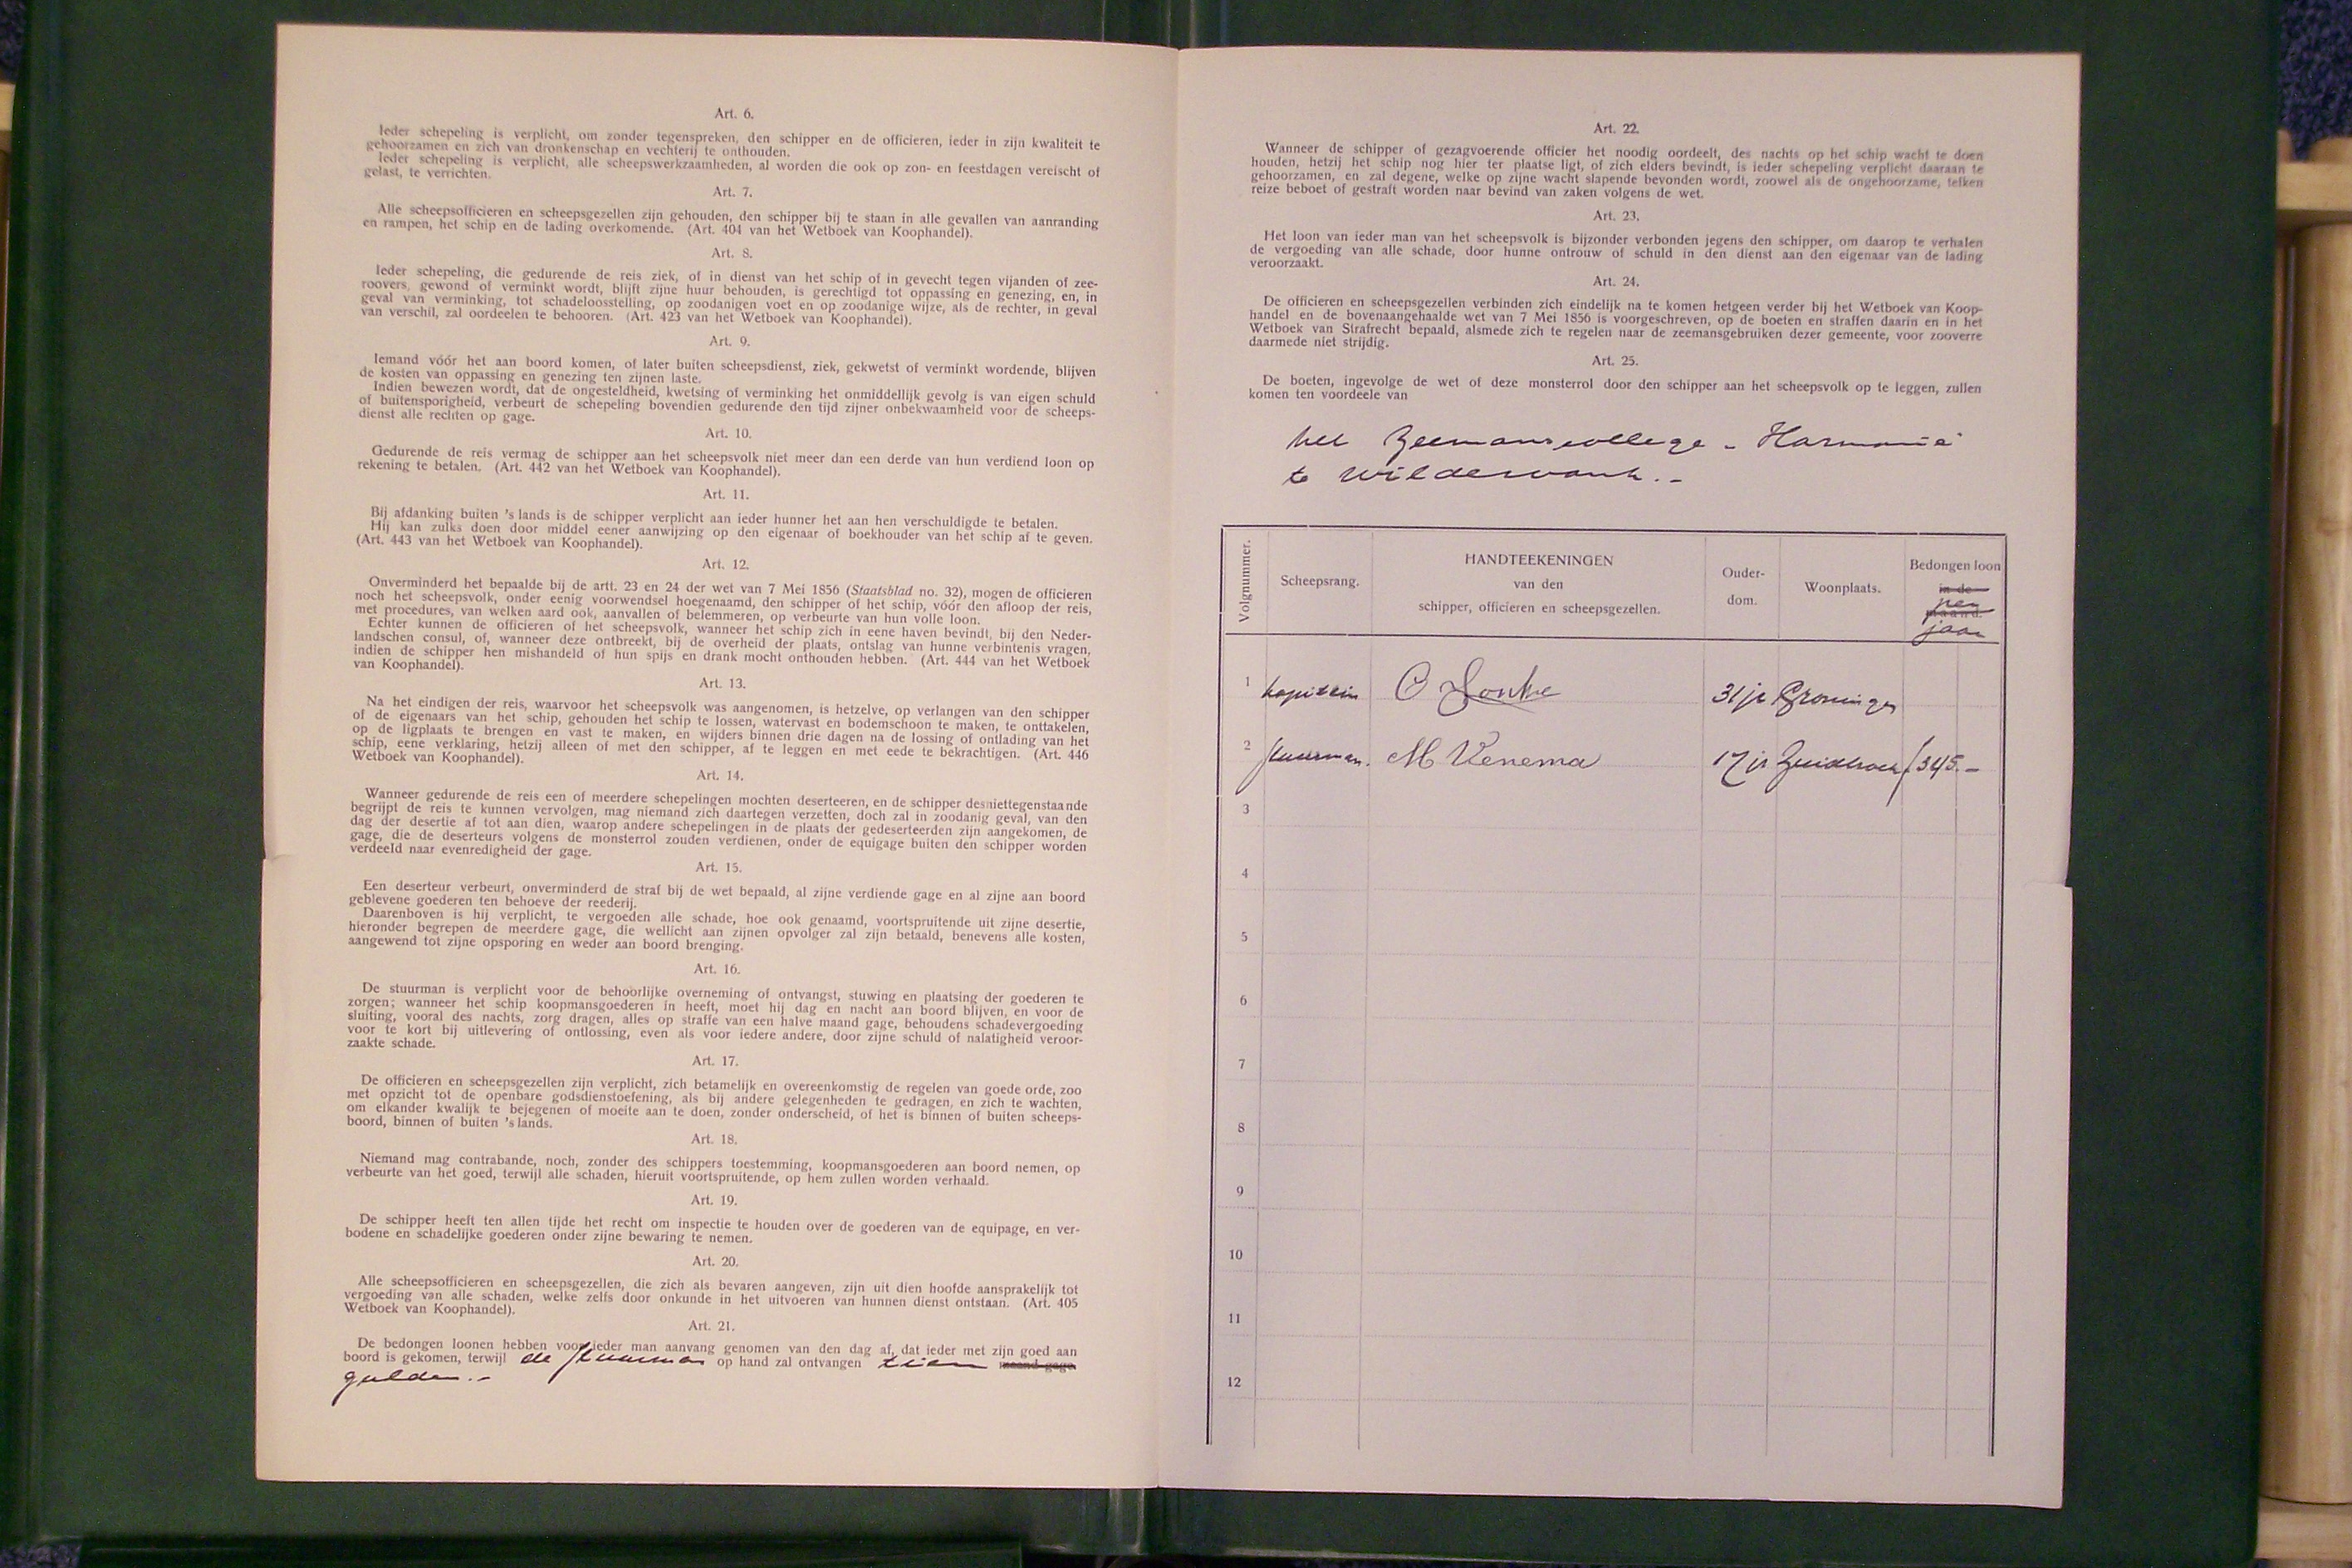 Art. 6.
Ieder schepeling is verplicht, om zonder tegenspreken, den schipper en de officieren, ieder in zijn kwaliteit te
gehoorzamen en zich van dronkenschap en vechterij te onthouden.
Ieder schepeling is verplicht, alle scheepswerkzaamheden, al worden die ook op zon- en feestdagen vereischt of
gelast, te verrichten.
Art. 7.
Alle scheepsofficieren en scheepsgezellen zijn gehouden, den schipper bij te staan in alle gevallen van aanranding
en rampen, het schip en de lading overkomende. (Art. 404 van het Wetboek van Koophandel).
Art. 8.
Ieder schepeling, die gedurende de reis ziek, of in dienst van het schip of in gevecht tegen vijanden of zee-
roovers, gewond of verminkt wordt, blijft zijne huur behouden, is gerechtigd tot oppassing en genezing, en, in
geval van verminking, tot schadeloosstelling, op zoodanigen voet en op zoodanige wijze, als de rechter, in geval
van verschil, zal oordeelen te behooren. (Art. 423 van het Wetboek van Koophandel).
Art. 9.
Iemand vóór het aan boord komen, of later buiten scheepsdienst, ziek, gekwetst of verminkt wordende, blijven
de kosten van oppassing en genezing ten zijnen laste.
Indien bewezen wordt, dat de ongesteldheid, kwetsing of verminking het onmiddellijk gevolg is van eigen schuld
of buitensporigheid, verbeurt de schepeling bovendien gedurende den tijd zijner onbekwaamheid voor de scheeps-
dienst alle rechten op gage.
Art. 10.
Gedurende de reis vermag de schipper aan het scheepsvolk niet meer dan een derde van hun verdiend loon op
rekening te betalen. (Art. 442 van het Wetboek van Koophandel).
Art. 11.
Bij afdanking buiten 's lands is de schipper verplicht aan ieder hunner het aan hen verschuldigde te betalen.
Hij kan zulks doen door middel eener aanwijzing op den eigenaar of boekhouder van het schip af te geven.
(Art. 443 van het Wetboek van Koophandel).
Art. 12.
Onverminderd het bepaalde bij de artt. 23 en 24 der wet van 7 Mei 1856 (Staatsblad no. 32), mogen de officieren
noch het scheepsvolk, onder eenig voorwendsel hoegenaamd, den schipper of het schip, vóór den afloop der reis,
met procedures, van welken aard ook, aanvallen of belemmeren, op verbeurte van hun volle loon.
Echter kunnen de officieren of het scheepsvolk, wanneer het schip zich in eene haven bevindt, bij den Neder-
landschen consul, of, wanneer deze ontbreekt, bij de overheid der plaats, ontslag van hunne verbintenis vragen,
indien de schipper hen mishandeld of hun spijs en drank mocht onthouden hebben. (Art. 444 van het Wetboek
van Koophandel).
Art. 13.
Na het eindigen der reis, waarvoor het scheepsvolk was aangenomen, is hetzelve, op verlangen van den schipper
of de eigenaars van het schip, gehouden het schip te lossen, watervast en bodemschoon te maken, te onttakelen,
op de ligplaats te brengen en vast te maken, en wijders binnen drie dagen na de lossing of ontlading van het
schip, eene verklaring, hetzij alleen of met den schipper, af te leggen en met eede te bekrachtigen. (Art. 446
Wetboek van Koophandel).
Art. 14.
Wanneer gedurende de reis een of meerdere schepelingen mochten deserteeren, en de schipper desniettegenstaande
begrijpt de reis te kunnen vervolgen, mag niemand zich daartegen verzetten, doch zal in zoodanig geval, van den
dag der desertie af tot aan dien, waarop andere schepelingen in de plaats der gedeserteerden zijn aangekomen, de
gage, die de deserteurs volgens de monsterrol zouden verdienen, onder de equigage buiten den schipper worden
verdeeld naar evenredigheid der gage.
Art. 15.
Een deserteur verbeurt, onverminderd de straf bij de wet bepaald, al zijne verdiende gage en al zijne aan boord
geblevene goederen ten behoeve der reederij.
Daarenboven is hij verplicht, te vergoeden alle schade, hoe ook genaamd, voortspruitende uit zijne desertie,
hieronder begrepen de meerdere gage, die wellicht aan zijnen opvolger zal zijn betaald, benevens alle kosten,
aangewend tot zijne opsporing en weder aan boord brenging.
Art. 16.
De stuurman is verplicht voor de behoorlijke overneming of ontvangst, stuwing en plaatsing der goederen te
zorgen; wanneer het schip koopmansgoederen in heeft, moet hij dag en nacht aan boord blijven, en voor de
sluiting, vooral des nachts, zorg dragen, alles op straffe van een halve maand gage, behoudens schadevergoeding
voor te kort bij uitlevering of ontlossing, even als voor iedere andere, door zijne schuld of nalatigheid veroor-
zaakte schade.
Art. 17.
De officieren en scheepsgezellen zijn verplicht, zich betamelijk en overeenkomstig de regelen van goede orde, zoo
met opzicht tot de openbare godsdienstoefening, als bij andere gelegenheden te gedragen, en zich te wachten,
om elkander kwalijk te bejegenen of moeite aan te doen, zonder onderscheid, of het is binnen of buiten scheeps-
boord, binnen of buiten 's lands.
Art. 18.
Niemand mag contrabande, noch, zonder des schippers toestemming, koopmansgoederen aan boord nemen, op
verbeurte van het goed, terwijl alle schaden, hieruit voortspruitende, op hem zullen worden verhaald.
Art. 19.
De schipper heeft ten allen tijde het recht om inspectie te houden over de goederen van de equipage, en ver-
bodene en schadelijke goederen onder zijne bewaring te nemen.
Art. 20.
Alle scheepsofficieren en scheepsgezellen, die zich als bevaren aangeven, zijn uit dien hoofde aansprakelijk tot
vergoeding van alle schaden, welke zelfs door onkunde in het uitvoeren van hunnen dienst ontstaan. (Art. 405
Wetboek van Koophandel).
Art. 21.
De bedongen loonen hebben voor ieder man aanvang genomen van den dag af, dat ieder met zijn goed aan
boord is gekomen, terwijl de stuurman op hand zal ontvangen tien maand gage
gulden.-
Art. 22.
Wanneer de schipper of gezagvoerende officier het noodig oordeelt, des nachts op het schip wacht te doen
houden, hetzij het schip nog hier ter plaatse ligt, of zich elders bevindt, is ieder schepeling verplicht daaraan te
gehoorzamen, en zal degene, welke op zijne wacht slapende bevonden wordt, zoowel als de ongehoorzame, telken
reize beboet of gestraft worden naar bevind van zaken volgens de wet.
Art. 23.
Het loon van ieder man van het scheepsvolk is bijzonder verbonden jegens den schipper, om daarop te verhalen
de vergoeding van alle schade, door hunne ontrouw of schuld in den dienst aan den eigenaar van de lading
veroorzaakt.
Art. 24.
De officieren en scheepsgezellen verbinden zich eindelijk na te komen hetgeen verder bij het Wetboek van Koop-
handel en de bovenaangehaalde wet van 7 Mei 1856 is voorgeschreven, op de boeten en straffen daarin en in het
Wetboek van Strafrecht bepaald, alsmede zich te regelen naar de zeemansgebruiken dezer gemeente, voor zooverre
daarmede niet strijdig.
Art. 25.
De boeten, ingevolge de wet of deze monsterrol door den schipper aan het scheepsvolk op te leggen, zullen
komen ten voordeele van
het Zeemanscollege - Harmonie
te Wildervank.-
Volgnummer.
Scheepsrang.
HANDTEEKENINGEN
van den
schipper, officieren en scheepsgezellen.
Ouder-
dom.
Woonplaats.
Bedongen loon
in de
per
maand.
jaar
1 kapitein 31 jr Groningen
2 stuurman. M Venema 17 jr f 345.-
3
4
5
6
7
8
9
10
11
12